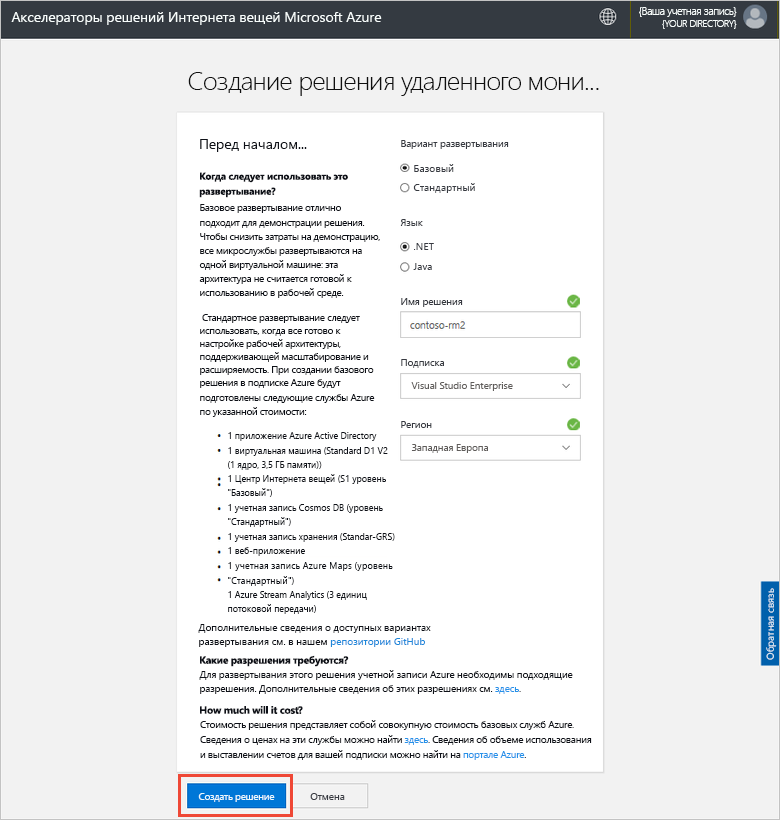 Акселераторы решений Интернета вещей Microsoft Azure
{Ваша учетная запись}
{YOUR DIRECTORY}
Создание решения удаленного мони...
Перед началом...
Когда следует использовать это
развертывание?
Базовое развертывание отлично
подходит для демонстрации решения.
Чтобы снизить затраты на демонстрацию,
все микрослужбы развертываются на
одной виртуальной машине: эта
архитектура не считается готовой к
использованию в рабочей среде.
Стандартное развертывание следует
использовать, когда все готово к
настройке рабочей архитектуры,
поддерживающей масштабирование и
расширяемость. При создании базового
решения в подписке Azure будут
подготовлены следующие службы Azure
по указанной стоимости:
• 1 приложение Azure Active Directory
• 1 виртуальная машина (Standard D1 V2
(1 ядро, 3,5 ГБ памяти))
• 1 Центр Интернета вещей (S1 уровень
• "Базовый")
• 1 учетная запись Cosmos DB (уровень
"Стандартный")
• 1 учетная запись хранения (Standar-GRS)
• 1 веб-приложение
• 1 учетная запись Azure Maps (уровень
• "Стандартный")
1 Azure Stream Analytics (3 единиц
потоковой передачи)
Вариант развертывания
Базовый
Стандартный
Язык
.NET
Java
Имя решения
contoso-rm2
Подписка
Visual Studio Enterprise
Регион
Западная Европа
Дополнительные сведения о доступных вариантах
развертывания см. в нашем репозитории GitHub
Какие разрешения требуются?
Для развертывания этого решения учетной записи Azure необходимы подходящие
разрешения. Дополнительные сведения об этих разрешениях см. здесь.
How much will it cost?
Стоимость решения представляет собой совокупную стоимость базовых служб Azure.
Сведения о ценах на эти службы можно найти здесь. Сведения об объеме использования
и выставлении счетов для вашей подписки можно найти на портале Azure.
Создать решение
Отмена
Обратная связь